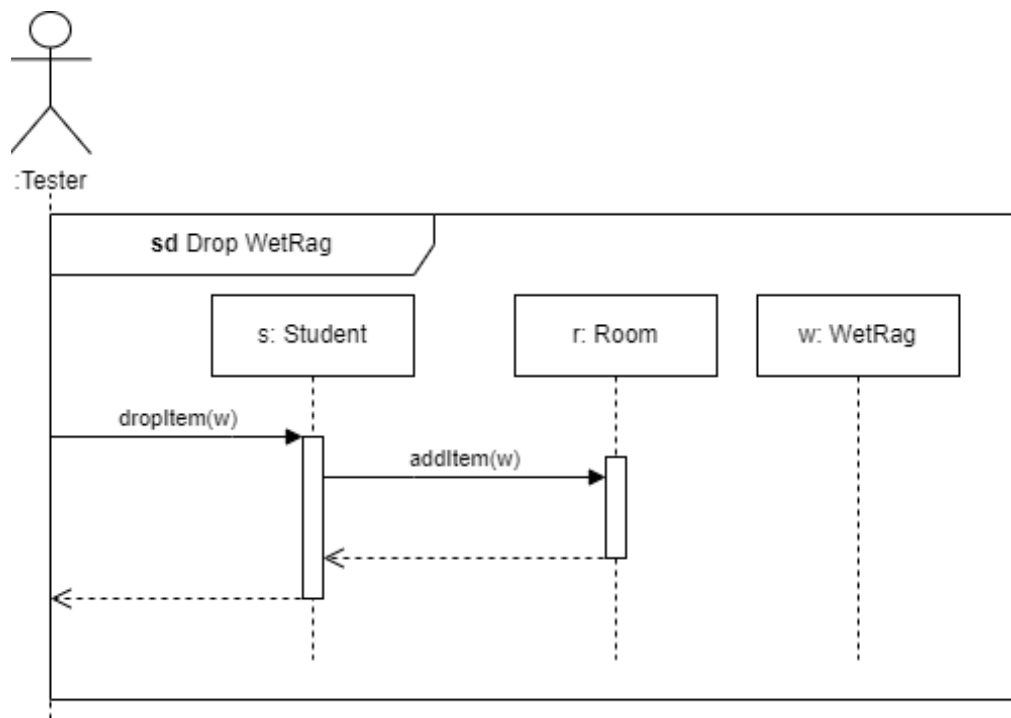 :Tester
sd Drop WetRag
s: Student
r: Room
w: WetRag
dropItem(w)
addItem(w)